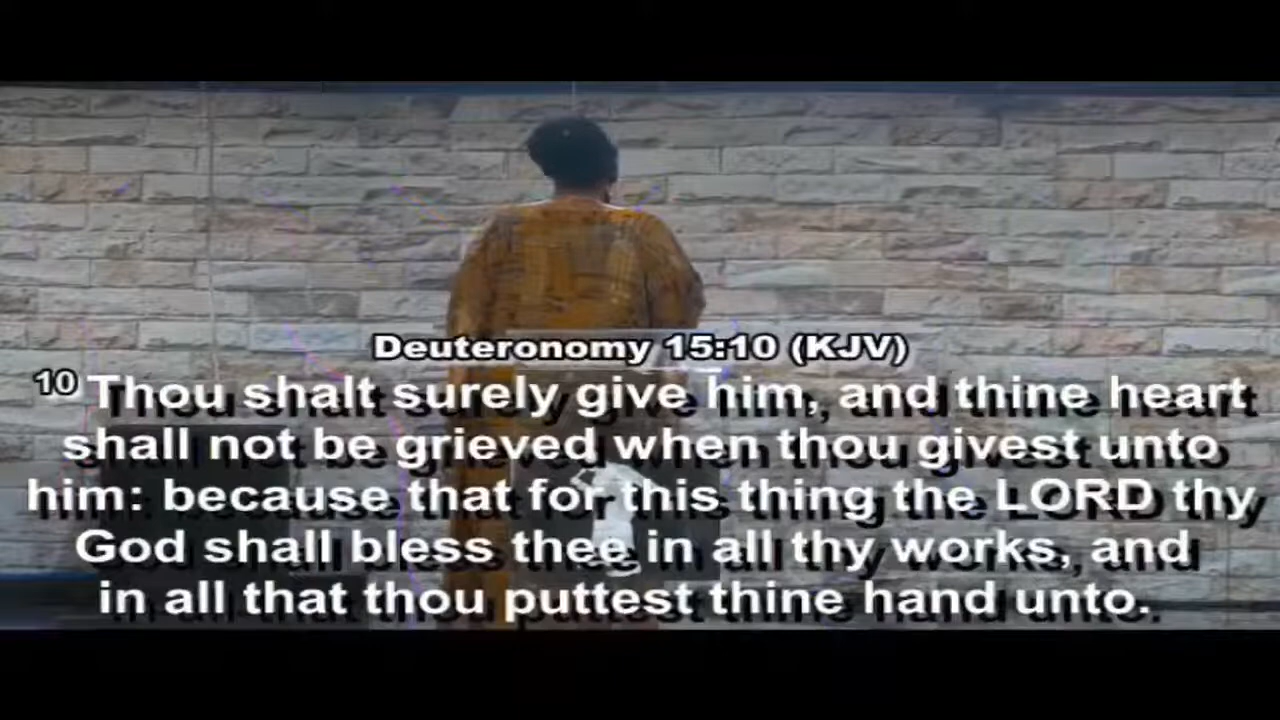 Deuteronomy 15:10 (KJV)
10 Thou shalt surely give him, and thine heart
shall not be grieved when thou givest unto
him: because that for this thing the LORD thy
God shall bless thee in all thy works, and
in all that thou puttest thine hand unto.